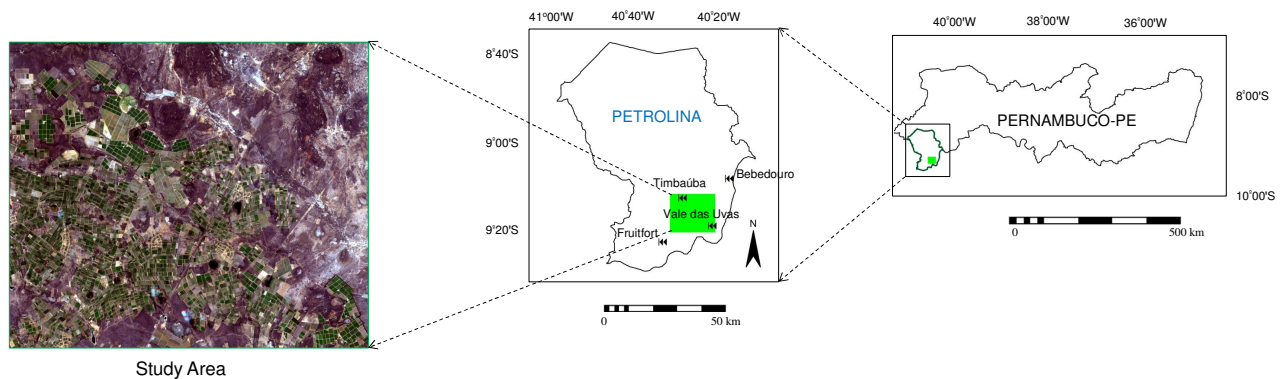 Study Area
41°00'W
40°40'W
40°20'W
8°40'S
9°00'S
9°20'S
PETROLINA
Timbaúba
Bebedouro
Vale das Uvas
Fruitfort
N
0
50 km
40°00'W
38°00'W
36°00'W
8°00'S
10°00'S
PERNAMBUCO-PE
0
500 km